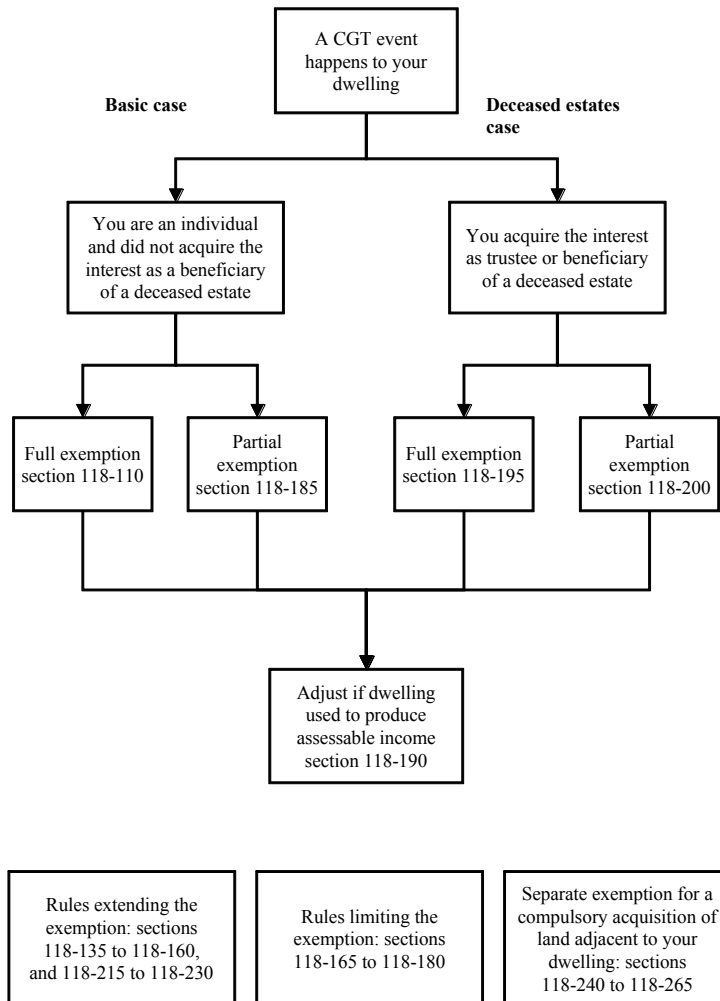 A CGT event
happens to your
dwelling
Basic case
Deceased estates
case
You are an individual
and did not acquire the
interest as a beneficiary
of a deceased estate
You acquire the interest
as trustee or beneficiary
of a deceased estate
Full exemption
section 118-110
Partial
exemption
section 118-185
Full exemption
section 118-195
Partial
exemption
section 118-200
Adjust if dwelling
used to produce
assessable income
section 118-190
Rules extending the
exemption: sections
118-135 to 118-160,
and 118-215 to 118-230
Rules limiting the
exemption: sections
118-165 to 118-180
Separate exemption for a
compulsory acquisition of
land adjacent to your
dwelling: sections
118-240 to 118-265